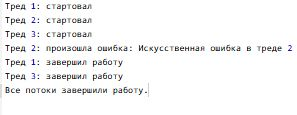 Тред 1: стартовал
Тред 2: стартовал
Тред 3: стартовал
Тред 2: произошла ошибка: Искусственная ошибка в треде 2
Тред 1: завершил работу
Тред 3: завершил работу
Все потоки завершили работу.